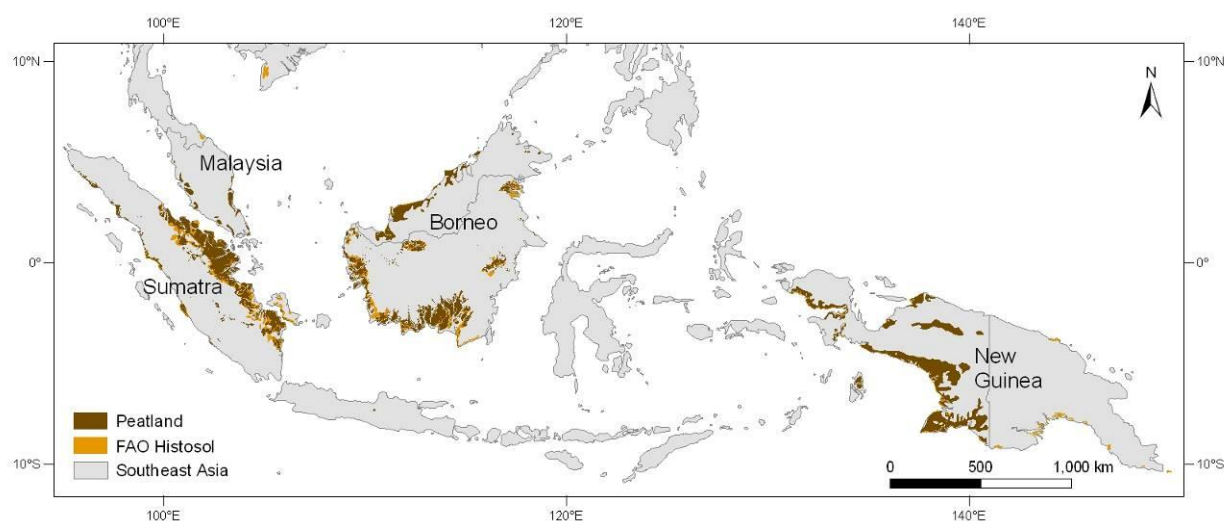 100°E 120°E 140°E
10°N 10°N
N
Malaysia
Borneo
0° 0°
Sumatra
New
Guinea
Peatland
FAO Histosol
Southeast Asia
0 500 1,000 km
10°S 10°S
100°E 120°E 140°E